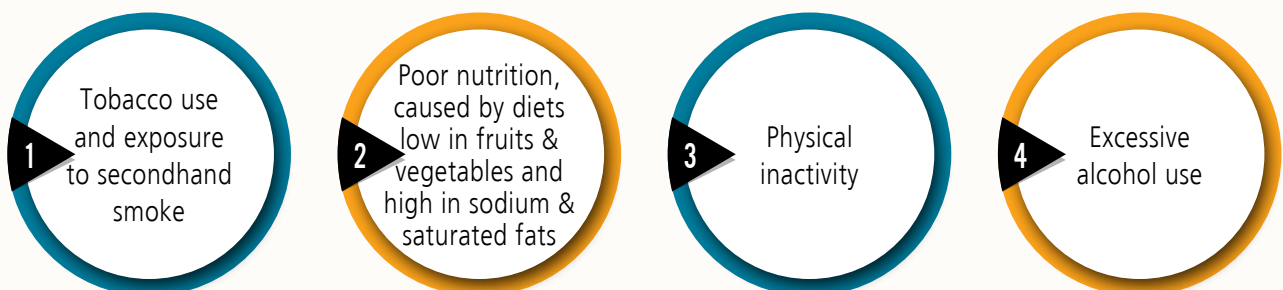 1
Tobacco use
and exposure
to secondhand
smoke
2
Poor nutrition,
caused by diets
low in fruits &
vegetables and
high in sodium &
saturated fats
3
Physical
inactivity
4
Excessive
alcohol use